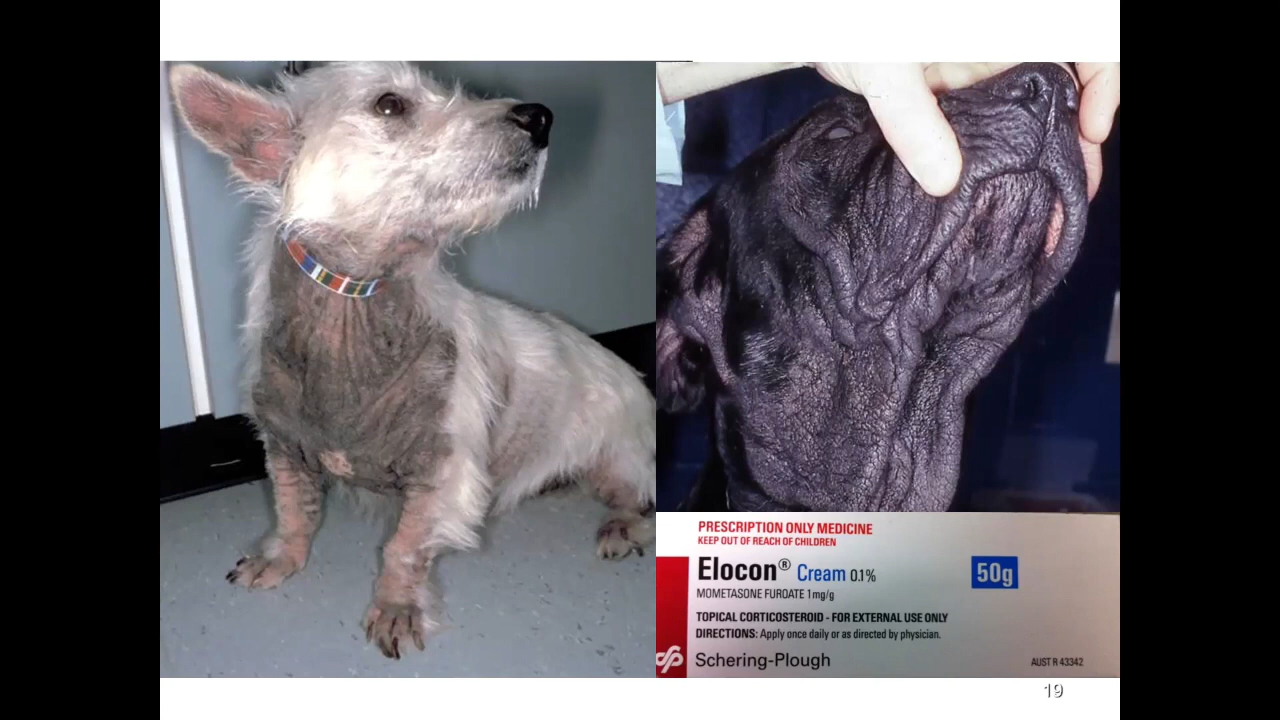 PRESCRIPTION ONLY MEDICINE
KEEP OUT OF REACH OF CHILDREN
Elocon® Cream 0.1%
50g
MOMETASONE FUROATE 1mg/g
TOPICAL CORTICOSTEROID - FOR EXTERNAL USE ONLY
DIRECTIONS: Apply once daily or as directed by physician.
Schering-Plough
AUST R 43342
19